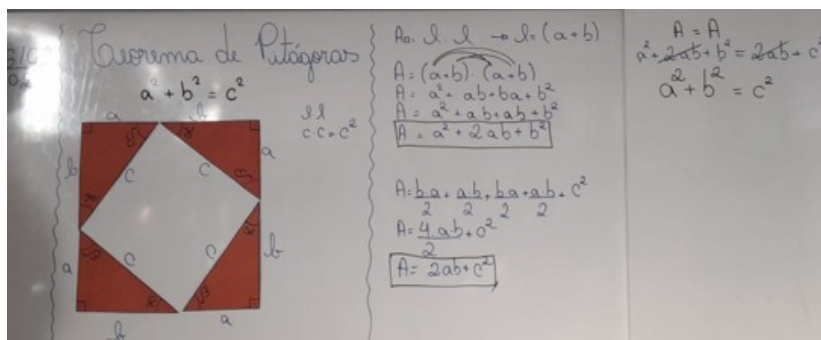 Teorema de Pitágoras
a² + b² = c²
a b
b a
c c
c c
a b
b a
l·l
c·c = c²
A = l · l → l = (a+b)
A = (a+b) · (a+b)
A = a² + ab + ba + b²
A = a² + ab + ab + b²
A = a² + 2ab + b²
A = ba/2 + ab/2 + ba/2 + ab/2 + c²
A = 4ab/2 + c²
A = 2ab + c²
A = A
a² + 2ab + b² = 2ab + c²
a² + b² = c²